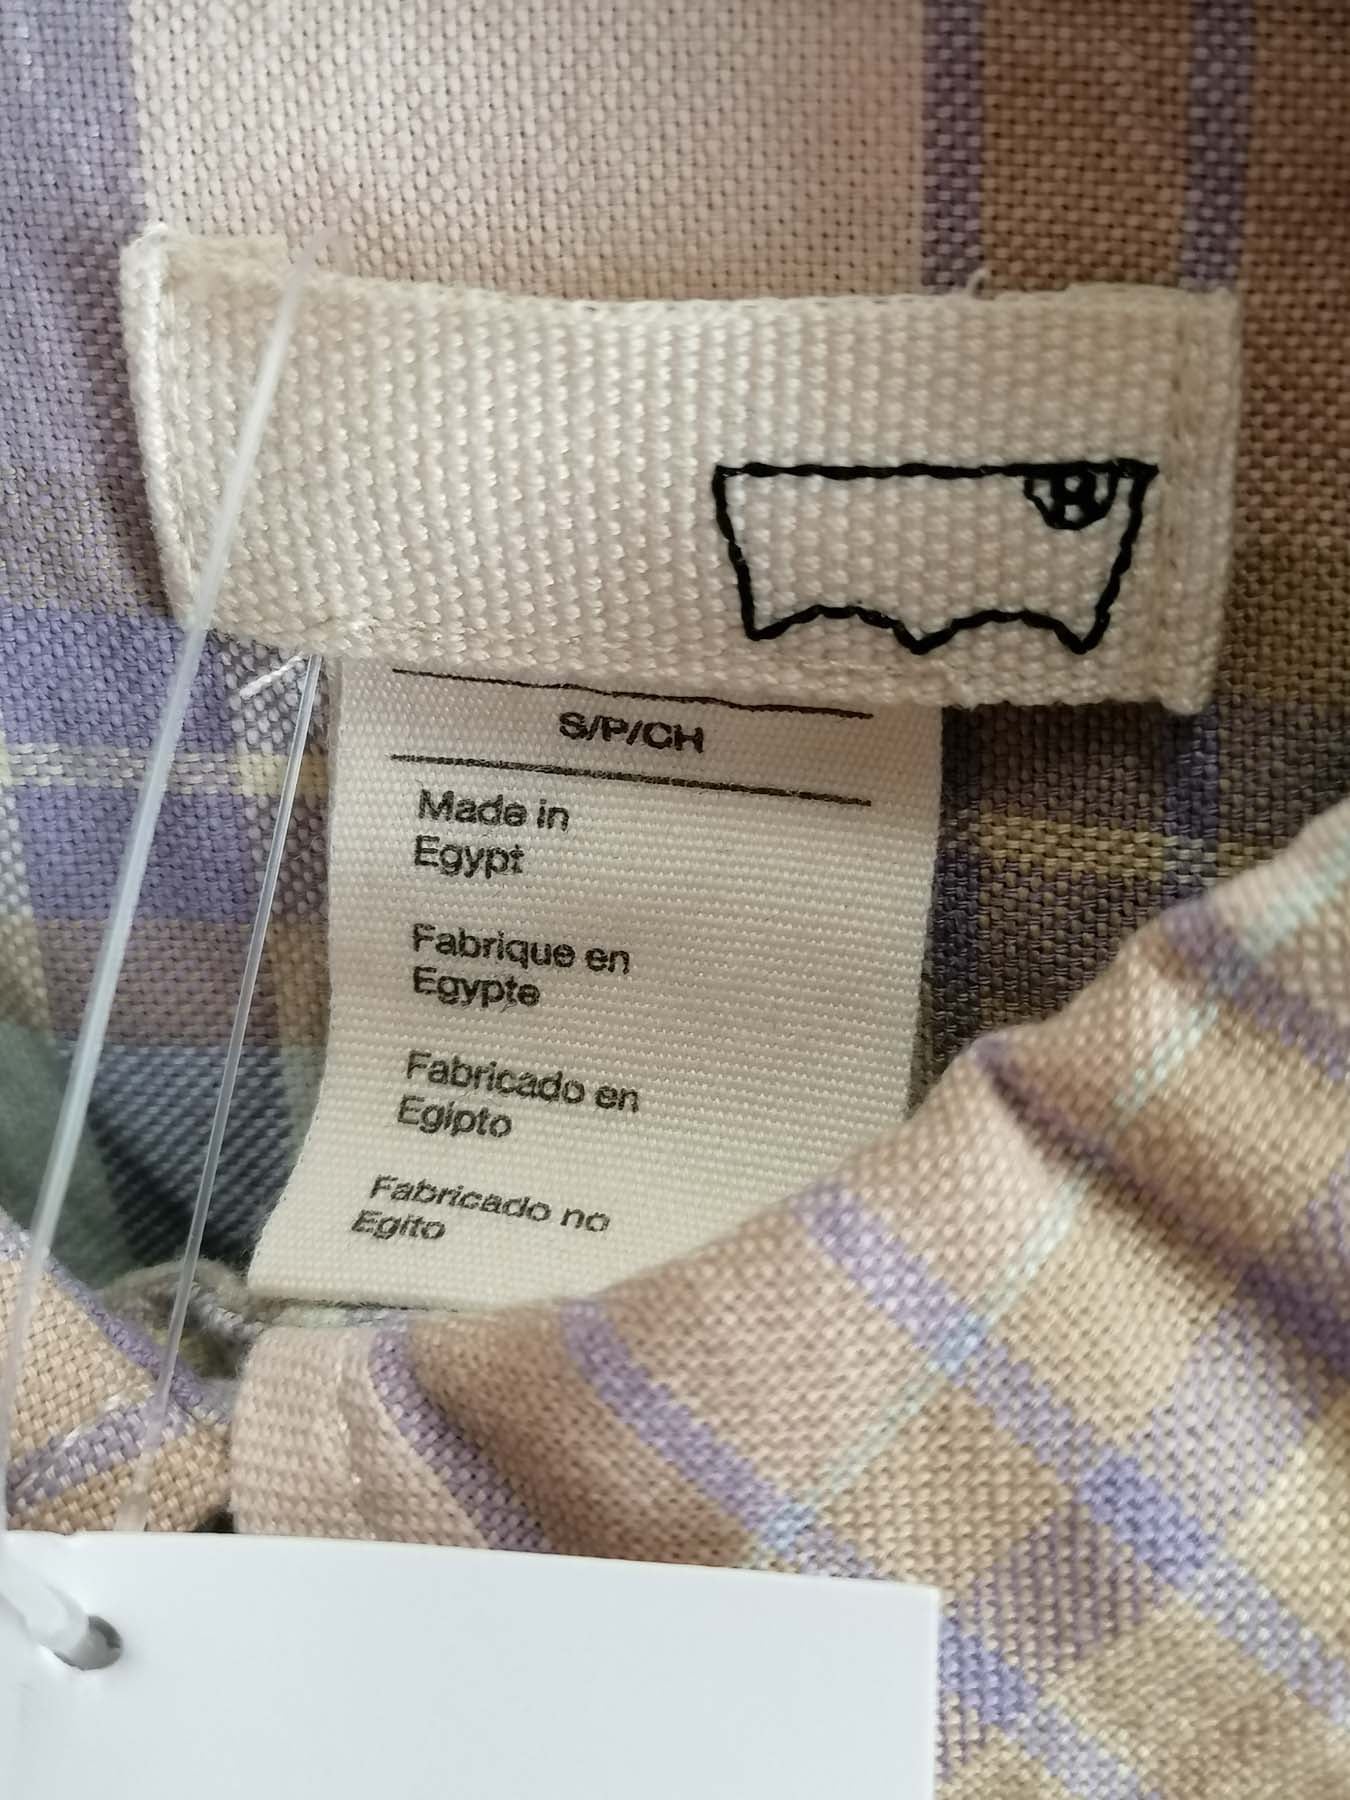 ®
S/P/CH
Made in
Egypt
Fabrique en
Egypte
Fabricado en
Egipto
Fabricado no
Egito